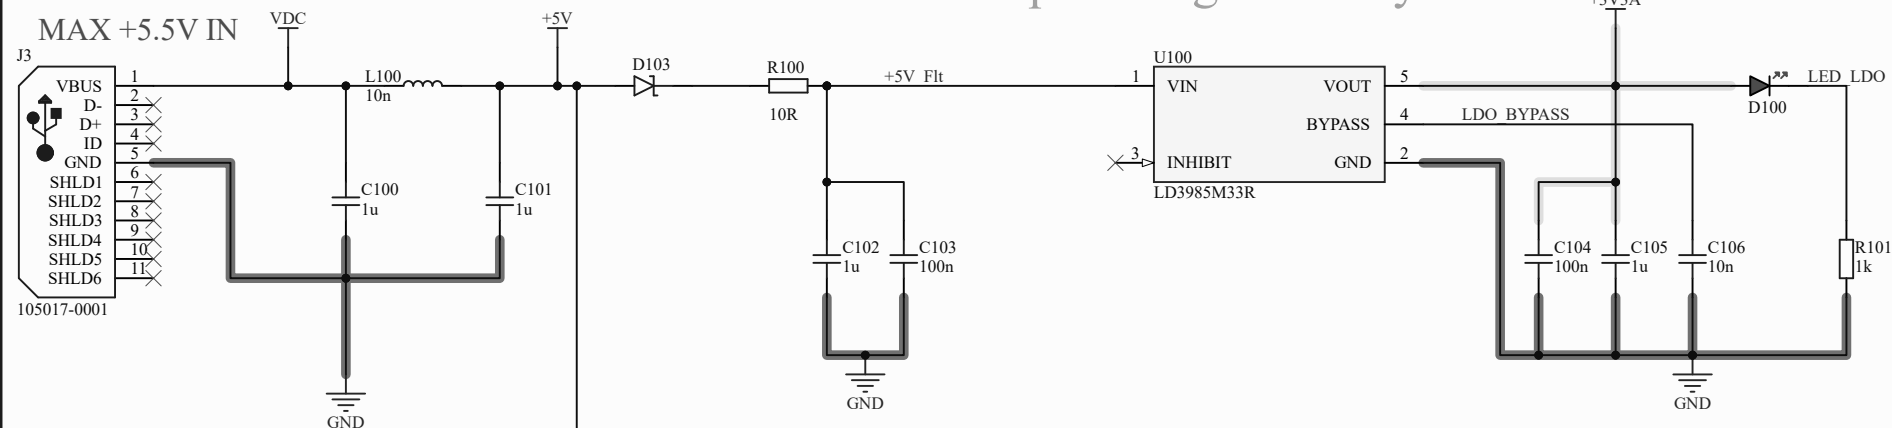 MAX +5.5V IN
J3
VBUS 1
D- 2
D+ 3
ID 4
GND 5
SHLD1 6
SHLD2 7
SHLD3 8
SHLD4 9
SHLD5 10
SHLD6 11
105017-0001
VDC
L100
10n
C100
1u
C101
1u
GND
+5V
D103
R100
10R
+5V_Flt
C102
1u
C103
100n
GND
U100
1 VIN
3 INHIBIT
VOUT 5
BYPASS 4
GND 2
LD3985M33R
LDO_BYPASS
D100
LED_LDO
C104
100n
C105
1u
C106
10n
R101
1k
GND